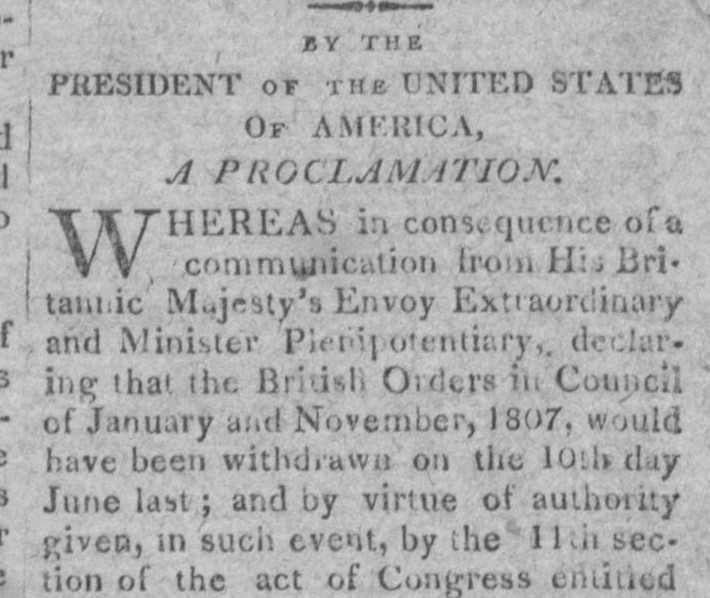 BY THE
PRESIDENT OF THE UNITED STATES
OF AMERICA,
A PROCLAMATION.
WHEREAS in consequence of a
communication from His Bri-
tannic Majesty's Envoy Extraordinary
and Minister Plenipotentiary, declar-
ing that the British Orders in Council
of January and November, 1807, would
have been withdrawn on the 10th day
June last; and by virtue of authority
given, in such event, by the 11th sec-
tion of the act of Congress entitled